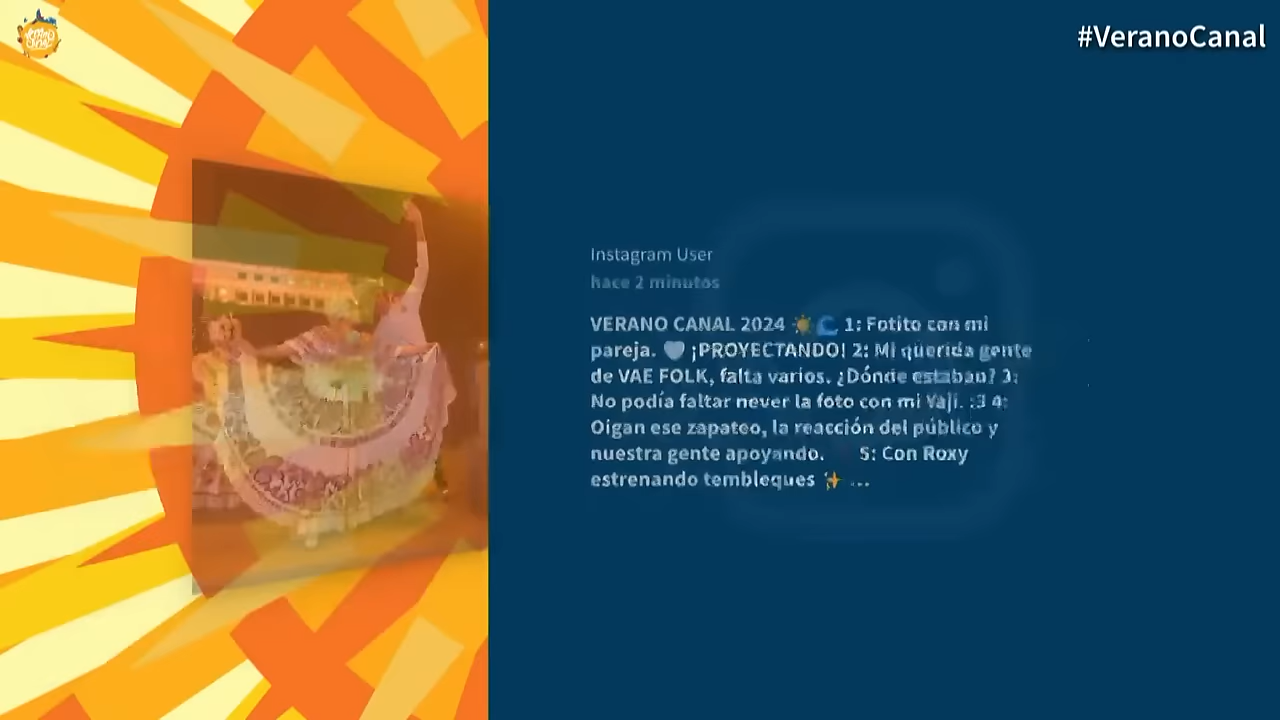 #VeranoCanal
Instagram User
hace 2 minutos
VERANO CANAL 2024 ☀️🌊 1: Fotito con mi
pareja. 🤍 ¡PROYECTANDO! 2: Mi querida gente
de VAE FOLK, falta varios. ¿Dónde estaban? 3:
No podía faltar never la foto con mi Yaji. :3 4:
Oigan ese zapateo, la reacción del público y
nuestra gente apoyando. 5: Con Roxy
estrenando tembleques ✨ ...